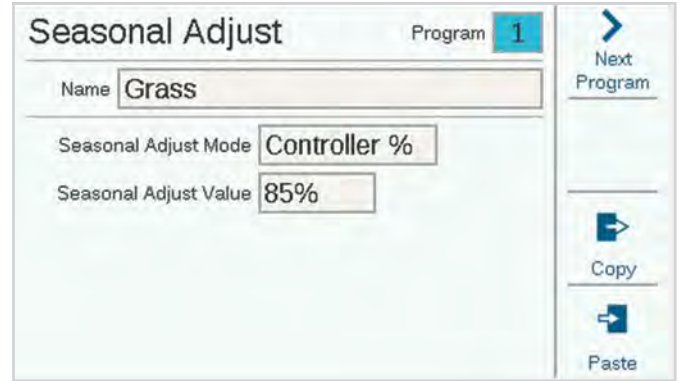 Seasonal Adjust
Program 1
Name Grass
Seasonal Adjust Mode Controller %
Seasonal Adjust Value 85%
Next
Program
Copy
Paste